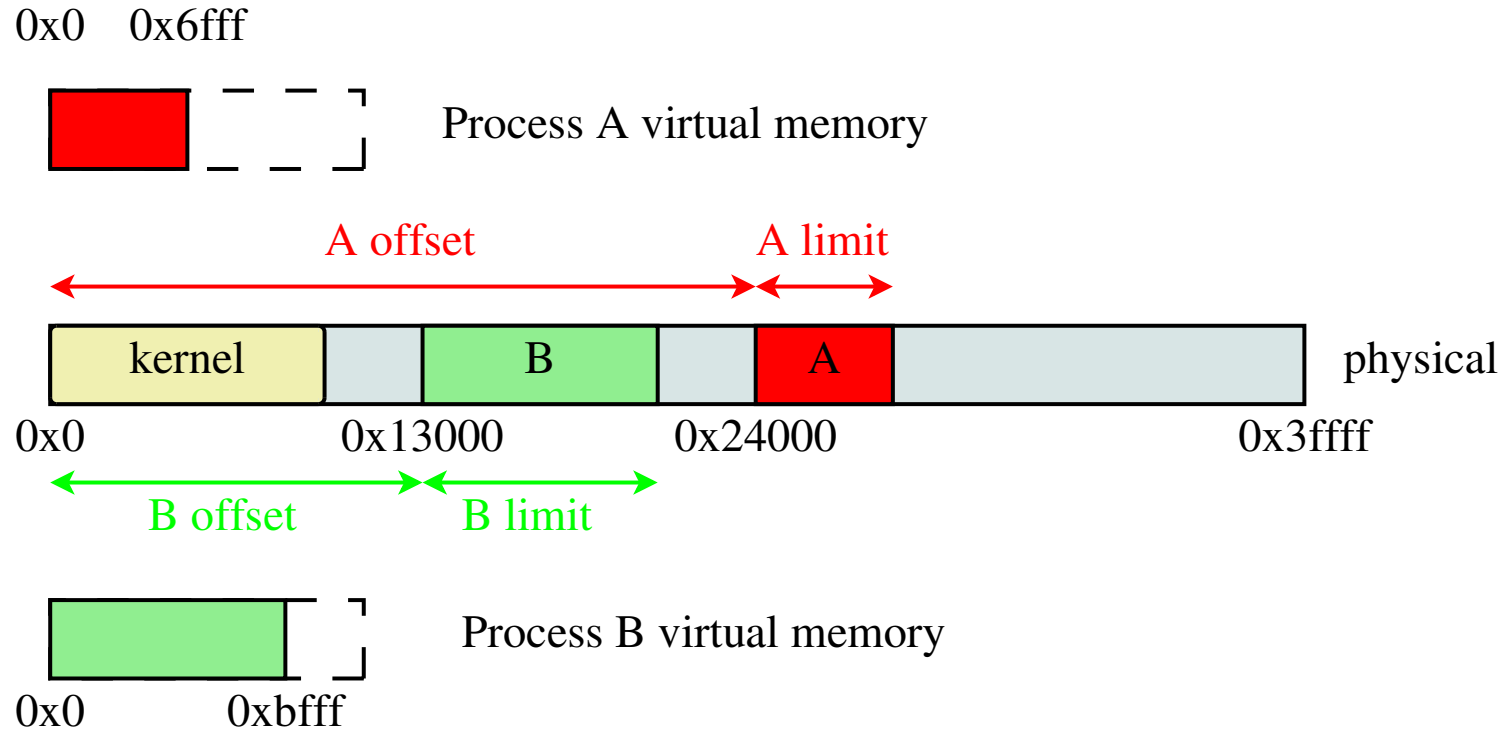 0x0 0x6fff
Process A virtual memory
A offset A limit
kernel B A physical
0x0 0x13000 0x24000 0x3ffff
B offset B limit
Process B virtual memory
0x0 0xbfff